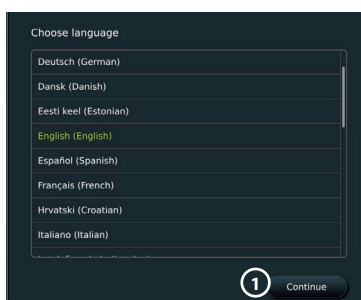 Choose language
Deutsch (German)
Dansk (Danish)
Eesti keel (Estonian)
English (English)
Español (Spanish)
Français (French)
Hrvatski (Croatian)
Italiano (Italian)
1 Continue